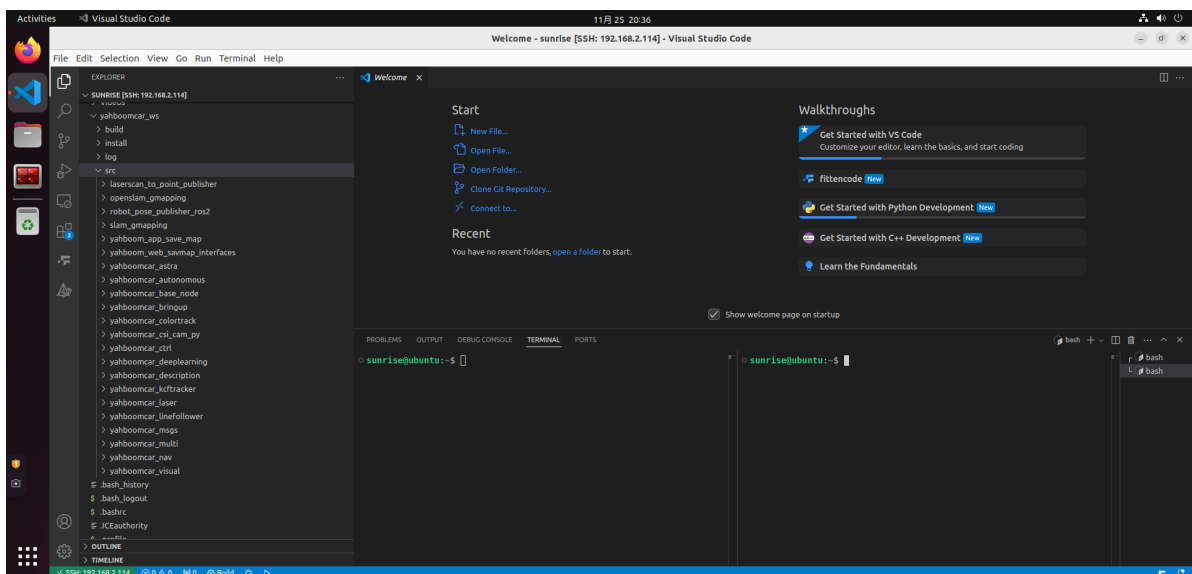 Activities Visual Studio Code 11月 25 20:36
Welcome - sunrise [SSH: 192.168.2.114] - Visual Studio Code
File Edit Selection View Go Run Terminal Help
EXPLORER
SUNRISE [SSH: 192.168.2.114]
Videos
yahboomcar_ws
build
install
log
src
laserscan_to_point_publisher
openslam_gmapping
robot_pose_publisher_ros2
slam_gmapping
yahboom_app_save_map
yahboom_web_savmap_interfaces
yahboomcar_astra
yahboomcar_autonomous
yahboomcar_base_node
yahboomcar_bringup
yahboomcar_colortrack
yahboomcar_csi_cam_py
yahboomcar_ctrl
yahboomcar_deeplearning
yahboomcar_description
yahboomcar_kcftracker
yahboomcar_laser
yahboomcar_linefollower
yahboomcar_msgs
yahboomcar_multi
yahboomcar_nav
yahboomcar_visual
.bash_history
.bash_logout
.bashrc
.ICEauthority
.profile
OUTLINE
TIMELINE
Welcome
Start
New File...
Open File...
Open Folder...
Clone Git Repository...
Connect to...
Recent
You have no recent folders, open a folder to start.
Walkthroughs
Get Started with VS Code
Customize your editor, learn the basics, and start coding
fittencode New
Get Started with Python Development New
Get Started with C++ Development New
Learn the Fundamentals
Show welcome page on startup
PROBLEMS OUTPUT DEBUG CONSOLE TERMINAL PORTS
bash
sunrise@ubuntu:~$
sunrise@ubuntu:~$
bash
bash
SSH: 192.168.2.114 0 0 0 Build